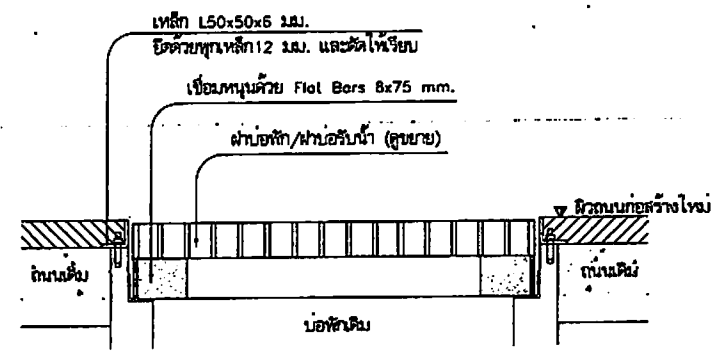 เหล็ก L50x50x6 มม.
ยึดด้วยพุกเหล็ก12 มม. และตัดให้เรียบ
เชื่อมหนุนด้วย Flat Bars 8x75 mm.
ฝาบ่อพัก/ฝาบ่อรับน้ำ (ดูขยาย)
ผิวถนนก่อสร้างใหม่
ถนนเดิม
ถนนเดิม
บ่อพักเดิม